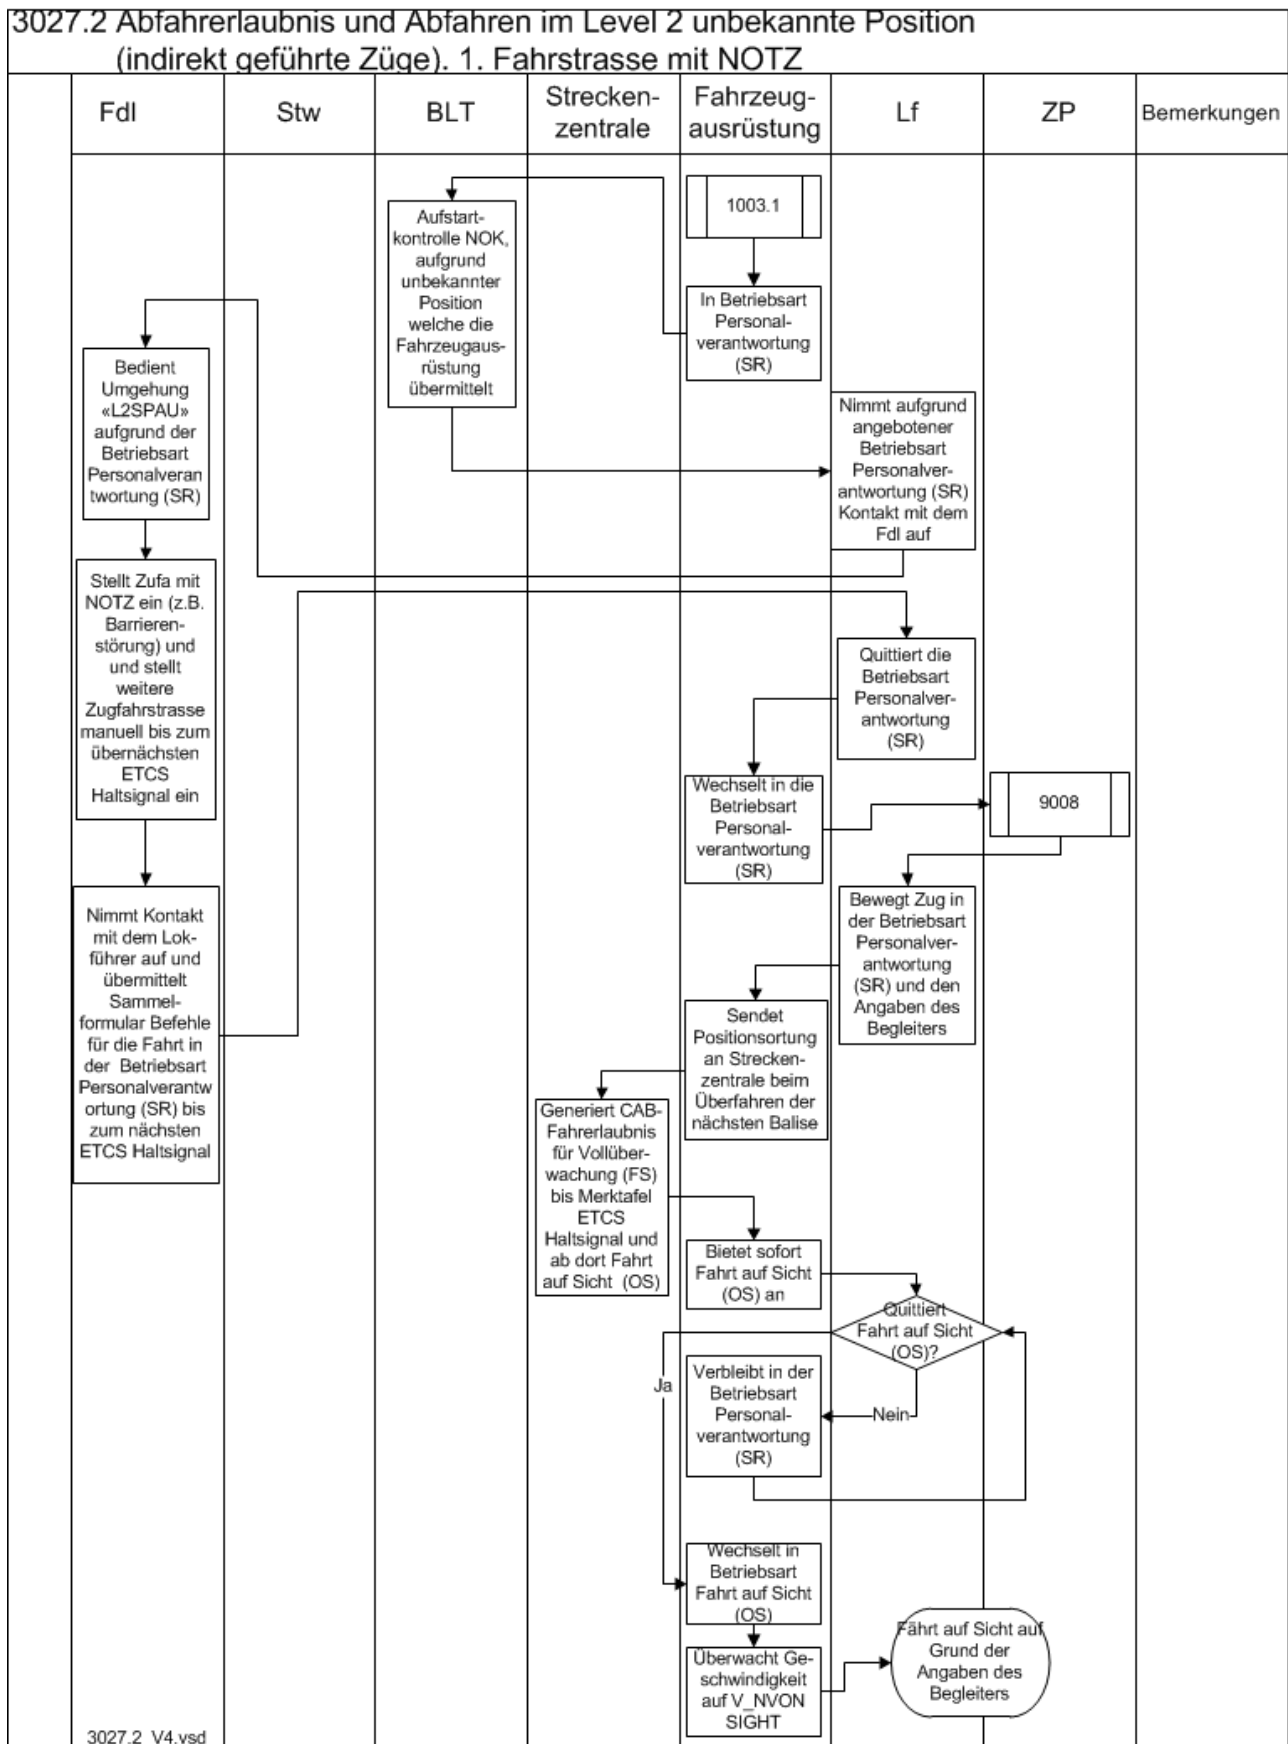 3027.2 Abfahrerlaubnis und Abfahren im Level 2 unbekannte Position
(indirekt geführte Züge). 1. Fahrstrasse mit NOTZ
Fdl
Stw
BLT
Strecken-
zentrale
Fahrzeug-
ausrüstung
Lf
ZP
Bemerkungen
1003.1
In Betriebsart
Personal-
verantwortung
(SR)
Aufstart-
kontrolle NOK,
aufgrund
unbekannter
Position
welche die
Fahrzeugaus-
rüstung
übermittelt
Nimmt aufgrund
angebotener
Betriebsart
Personalver-
antwortung (SR)
Kontakt mit dem
Fdl auf
Bedient
Umgehung
«L2SPAU»
aufgrund der
Betriebsart
Personalveran
twortung (SR)
Stellt Zufa mit
NOTZ ein (z.B.
Barrieren-
störung) und
und stellt
weitere
Zugfahrstrasse
manuell bis zum
übernächsten
ETCS
Haltsignal ein
Nimmt Kontakt
mit dem Lok-
führer auf und
übermittelt
Sammel-
formular Befehle
für die Fahrt in
der Betriebsart
Personalverantw
ortung (SR) bis
zum nächsten
ETCS Haltsignal
Quittiert die
Betriebsart
Personalver-
antwortung
(SR)
Wechselt in die
Betriebsart
Personal-
verantwortung
(SR)
9008
Bewegt Zug in
der Betriebsart
Personalver-
antwortung
(SR) und den
Angaben des
Begleiters
Sendet
Positionsortung
an Strecken-
zentrale beim
Überfahren der
nächsten Balise
Generiert CAB-
Fahrerlaubnis
für Vollüber-
wachung (FS)
bis Merktafel
ETCS
Haltsignal und
ab dort Fahrt
auf Sicht (OS)
Bietet sofort
Fahrt auf Sicht
(OS) an
Quittiert
Fahrt auf Sicht
(OS)?
Ja
Nein
Verbleibt in der
Betriebsart
Personal-
verantwortung
(SR)
Wechselt in
Betriebsart
Fahrt auf Sicht
(OS)
Überwacht Ge-
schwindigkeit
auf V_NVON
SIGHT
Fährt auf Sicht auf
Grund der
Angaben des
Begleiters
3027.2_V4.vsd